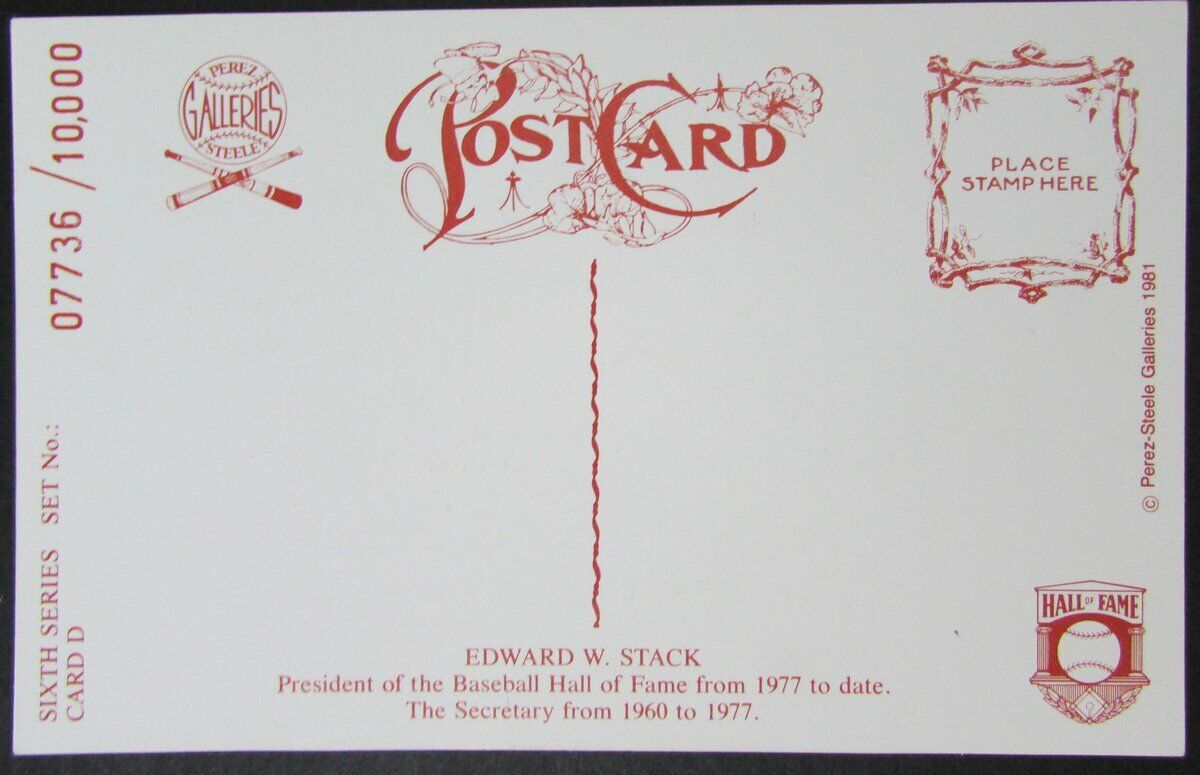 07736 / 10,000
SIXTH SERIES SET No.:
CARD D
PEREZ
GALLERIES
STEELE
POSTCARD
PLACE
STAMP HERE
© Perez-Steele Galleries 1981
HALL OF FAME
EDWARD W. STACK
President of the Baseball Hall of Fame from 1977 to date.
The Secretary from 1960 to 1977.